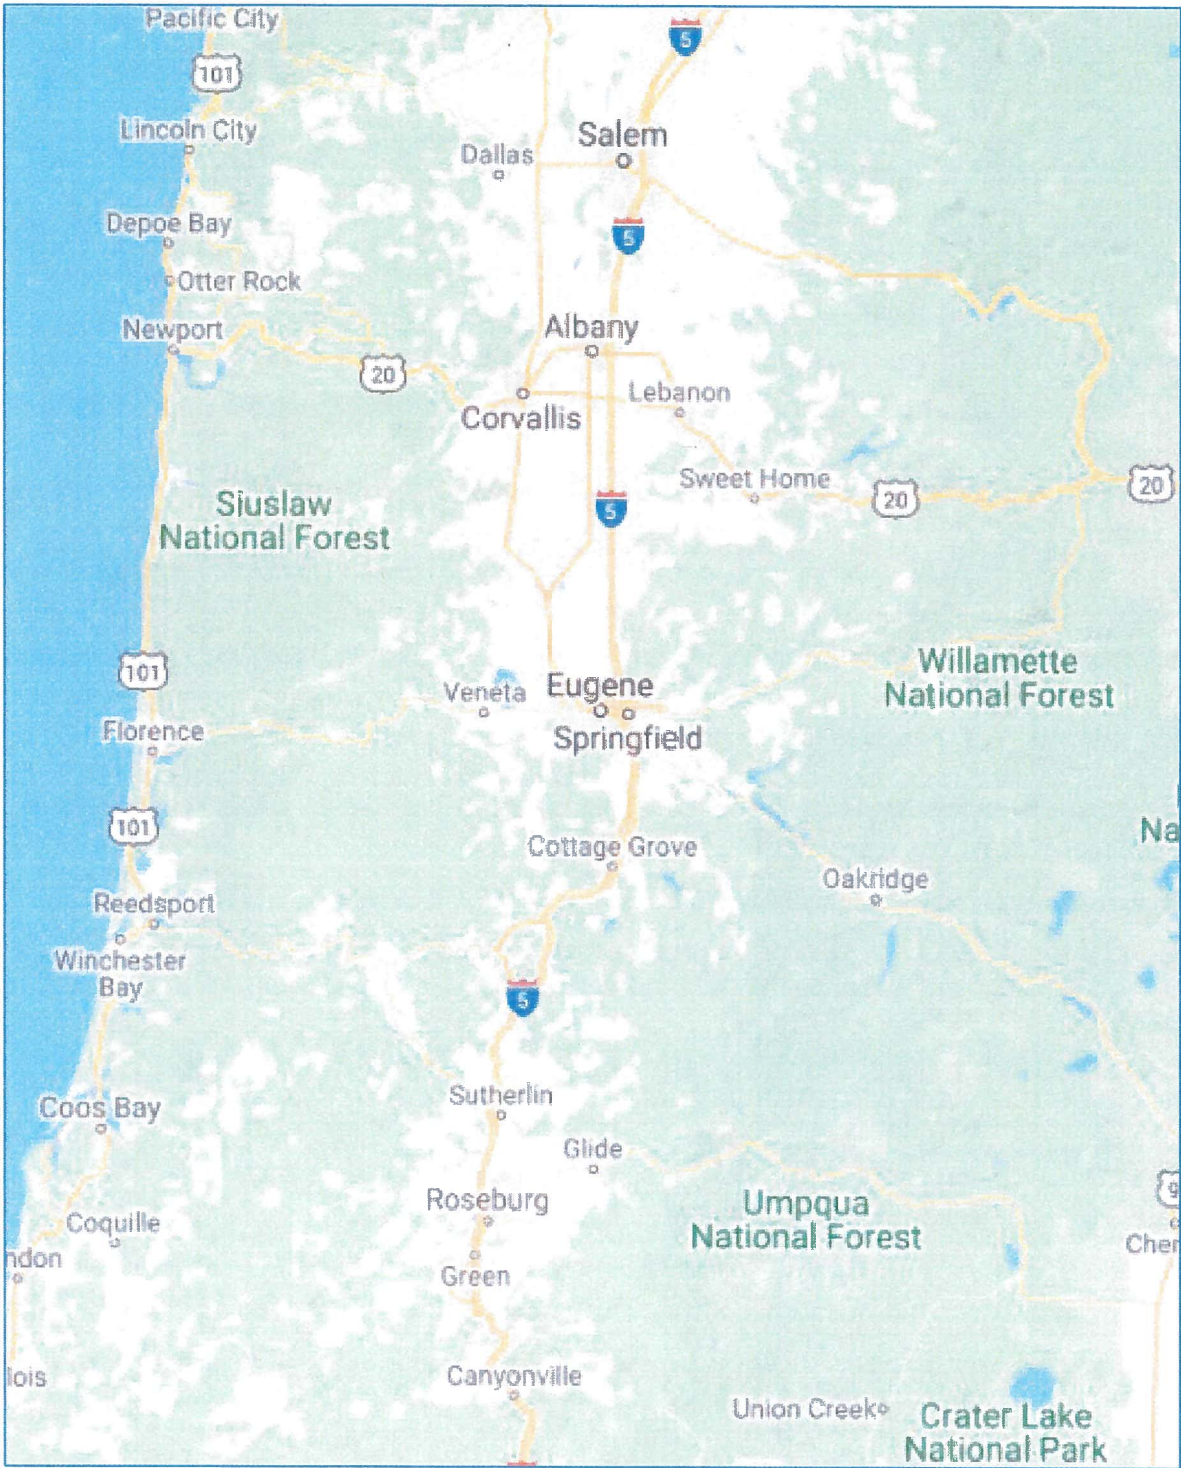 Pacific City
5
101
Lincoln City
Salem
Dallas
Depoe Bay
5
Otter Rock
Newport
Albany
20
Lebanon
Corvallis
Sweet Home
20
20
5
Siuslaw
National Forest
101
Willamette
National Forest
Veneta
Eugene
Florence
Springfield
101
Na
Cottage Grove
Oakridge
Reedsport
Winchester
Bay
5
Sutherlin
Coos Bay
Glide
Roseburg
Umpqua
National Forest
9
Coquille
Cher
ndon
Green
lois
Canyonville
Union Creek
Crater Lake
National Park